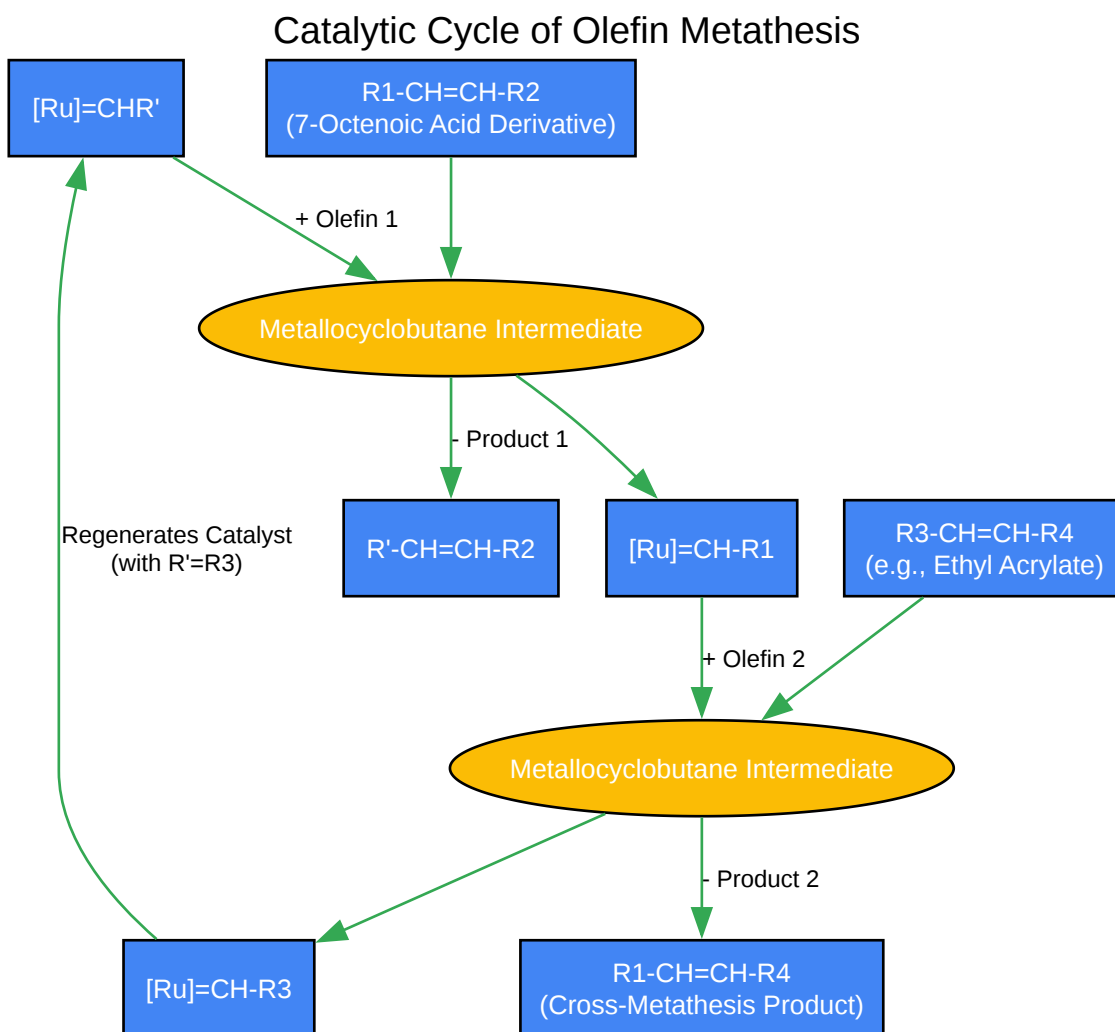 Catalytic Cycle of Olefin Metathesis
[Ru]=CHR'
R1-CH=CH-R2
(7-Octenoic Acid Derivative)
+ Olefin 1
Metallocyclobutane Intermediate
- Product 1
R'-CH=CH-R2
[Ru]=CH-R1
R3-CH=CH-R4
(e.g., Ethyl Acrylate)
Regenerates Catalyst
(with R'=R3)
+ Olefin 2
Metallocyclobutane Intermediate
- Product 2
[Ru]=CH-R3
R1-CH=CH-R4
(Cross-Metathesis Product)